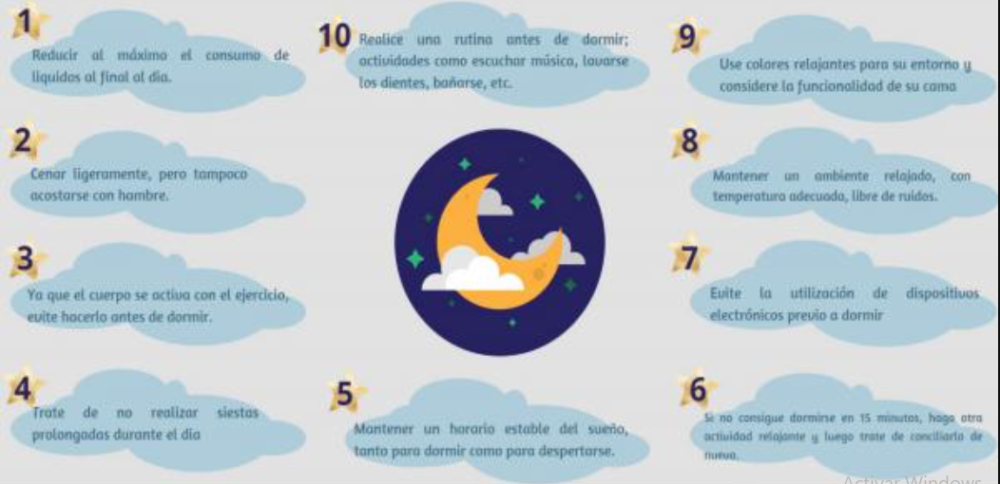 1
Reducir al máximo el consumo de
líquidos al final al día.
2
Cenar ligeramente, pero tampoco
acostarse con hambre.
3
Ya que el cuerpo se activa con el ejercicio,
evite hacerlo antes de dormir.
4
Trate de no realizar siestas
prolongadas durante el día
5
Mantener un horario estable del sueño,
tanto para dormir como para despertarse.
6
Si no consigue dormirse en 15 minutos, haga otra
actividad relajante y luego trate de conciliarlo de
nuevo.
7
Evite la utilización de dispositivos
electrónicos previo a dormir
8
Mantener un ambiente relajado, con
temperatura adecuada, libre de ruidos.
9
Use colores relajantes para su entorno y
considere la funcionalidad de su cama
10
Realice una rutina antes de dormir;
actividades como escuchar música, lavarse
los dientes, bañarse, etc.
Activar Windows